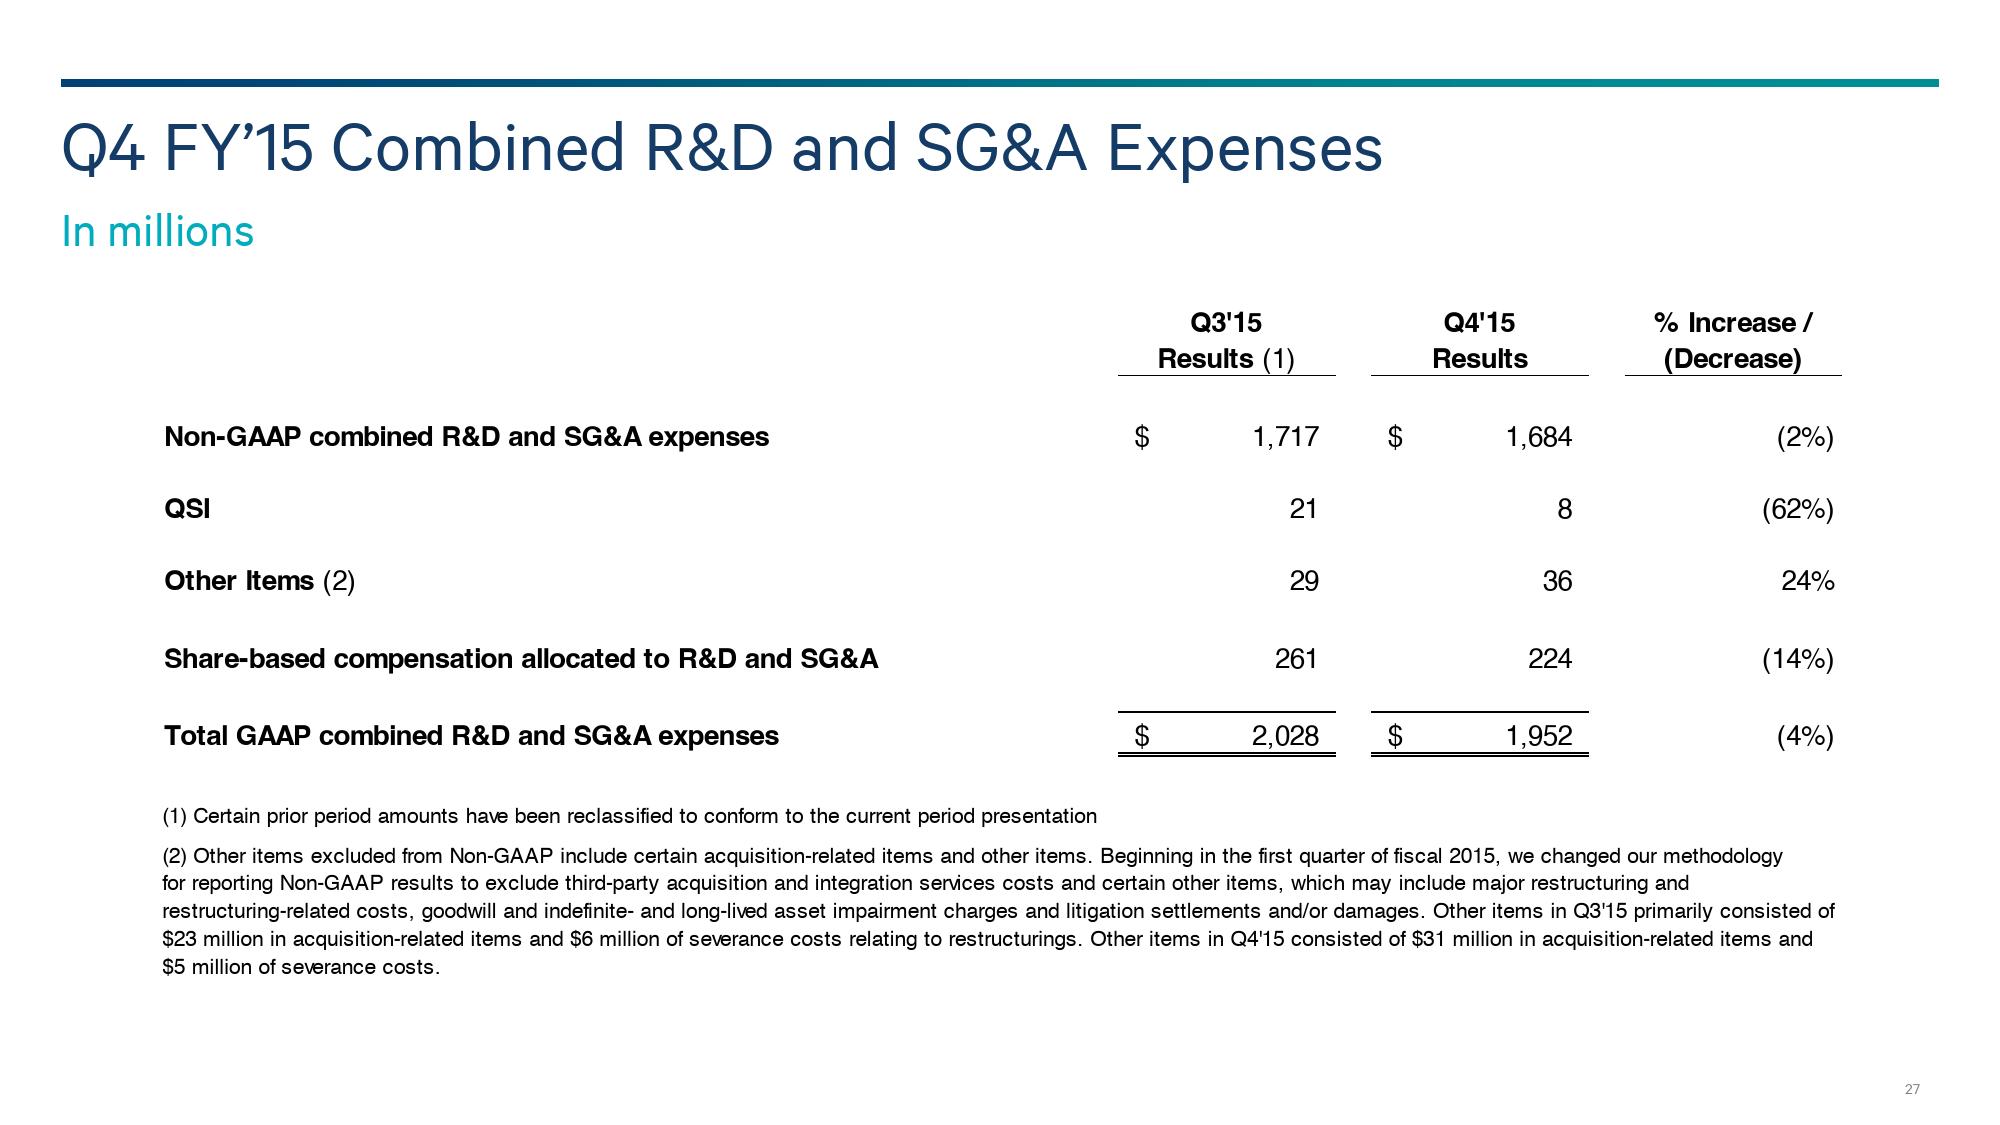 Q4 FY’15 Combined R&D and SG&A Expenses
In millions
Q3'15 Q4'15 % Increase /
Results (1) Results (Decrease)
Non-GAAP combined R&D and SG&A expenses $ 1,717 $ 1,684 (2%)
QSI 21 8 (62%)
Other Items (2) 29 36 24%
Share-based compensation allocated to R&D and SG&A 261 224 (14%)
Total GAAP combined R&D and SG&A expenses $ 2,028 $ 1,952 (4%)
(1) Certain prior period amounts have been reclassified to conform to the current period presentation
(2) Other items excluded from Non-GAAP include certain acquisition-related items and other items. Beginning in the first quarter of fiscal 2015, we changed our methodology
for reporting Non-GAAP results to exclude third-party acquisition and integration services costs and certain other items, which may include major restructuring and
restructuring-related costs, goodwill and indefinite- and long-lived asset impairment charges and litigation settlements and/or damages. Other items in Q3'15 primarily consisted of
$23 million in acquisition-related items and $6 million of severance costs relating to restructurings. Other items in Q4'15 consisted of $31 million in acquisition-related items and
$5 million of severance costs.
27